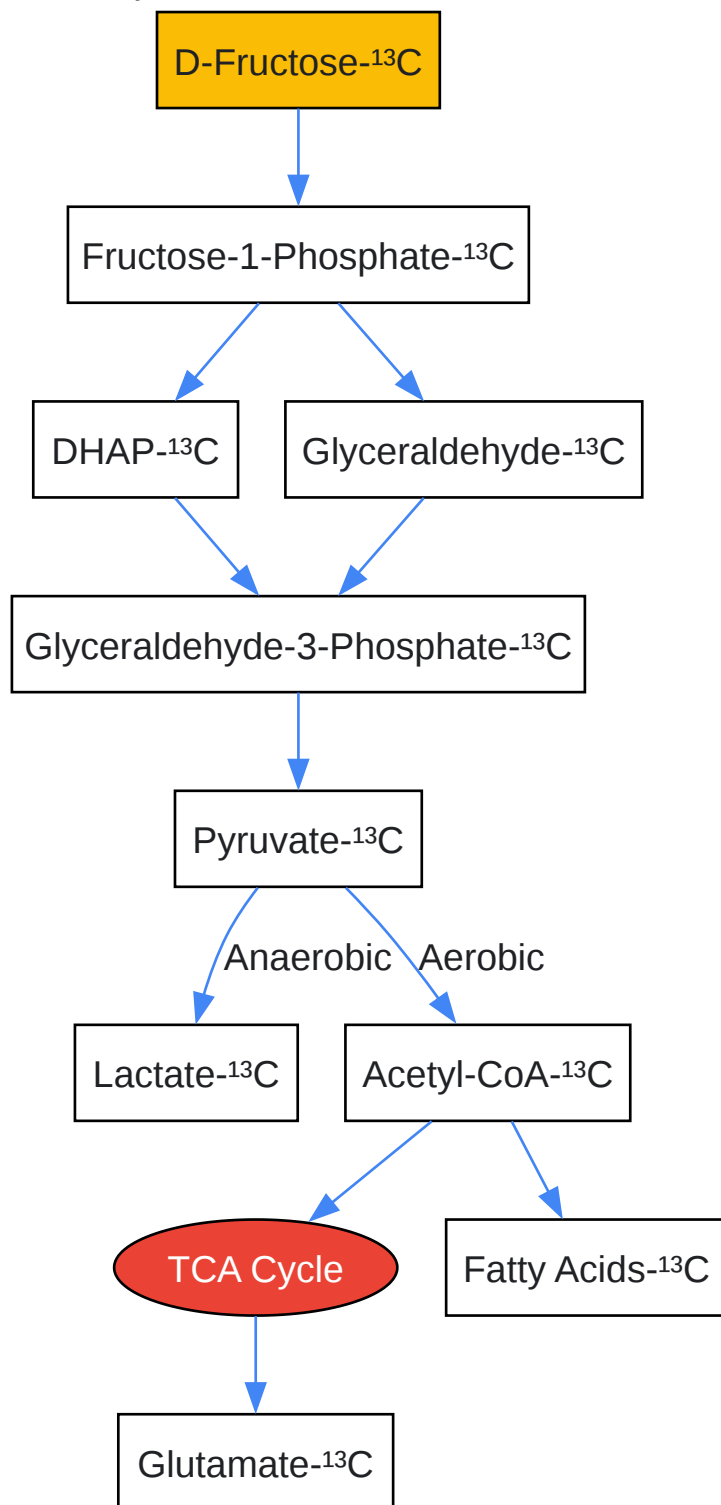 D-Fructose-¹³C
Fructose-1-Phosphate-¹³C
DHAP-¹³C
Glyceraldehyde-¹³C
Glyceraldehyde-3-Phosphate-¹³C
Pyruvate-¹³C
Anaerobic
Aerobic
Lactate-¹³C
Acetyl-CoA-¹³C
TCA Cycle
Fatty Acids-¹³C
Glutamate-¹³C